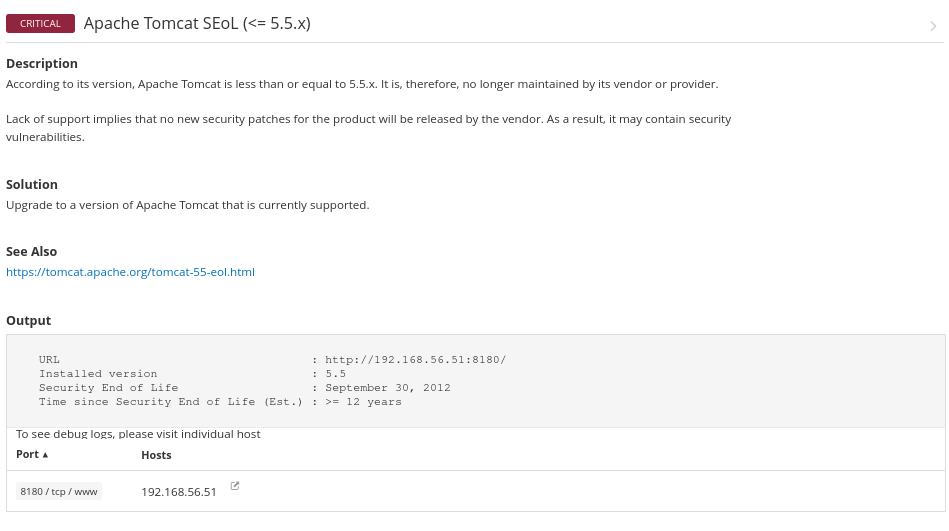 CRITICAL Apache Tomcat SEoL (<= 5.5.x)
Description
According to its version, Apache Tomcat is less than or equal to 5.5.x. It is, therefore, no longer maintained by its vendor or provider.
Lack of support implies that no new security patches for the product will be released by the vendor. As a result, it may contain security
vulnerabilities.
Solution
Upgrade to a version of Apache Tomcat that is currently supported.
See Also
https://tomcat.apache.org/tomcat-55-eol.html
Output
URL : http://192.168.56.51:8180/
Installed version : 5.5
Security End of Life : September 30, 2012
Time since Security End of Life (Est.) : >= 12 years
To see debug logs, please visit individual host
Port ▲ Hosts
8180 / tcp / www 192.168.56.51